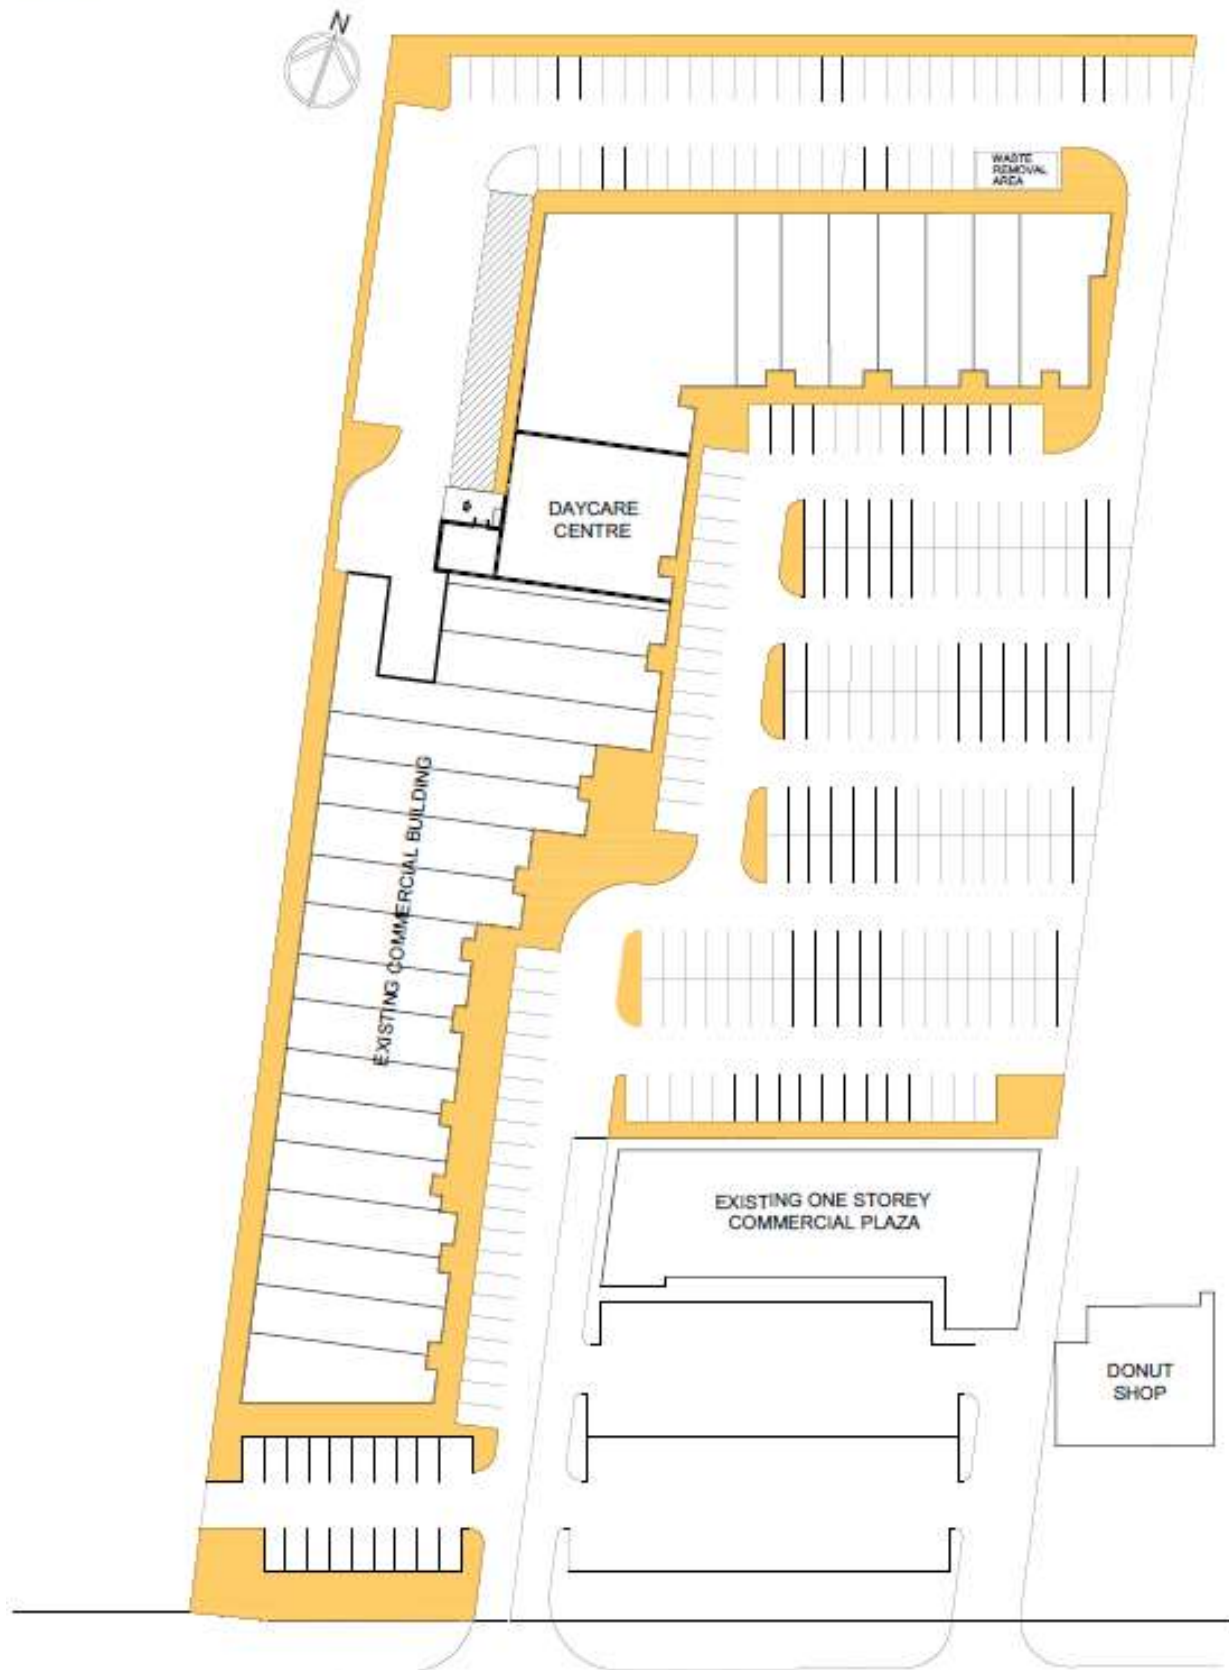 N
WASTE
REMOVAL
AREA
DAYCARE
CENTRE
EXISTING COMMERCIAL BUILDING
EXISTING ONE STOREY
COMMERCIAL PLAZA
DONUT
SHOP